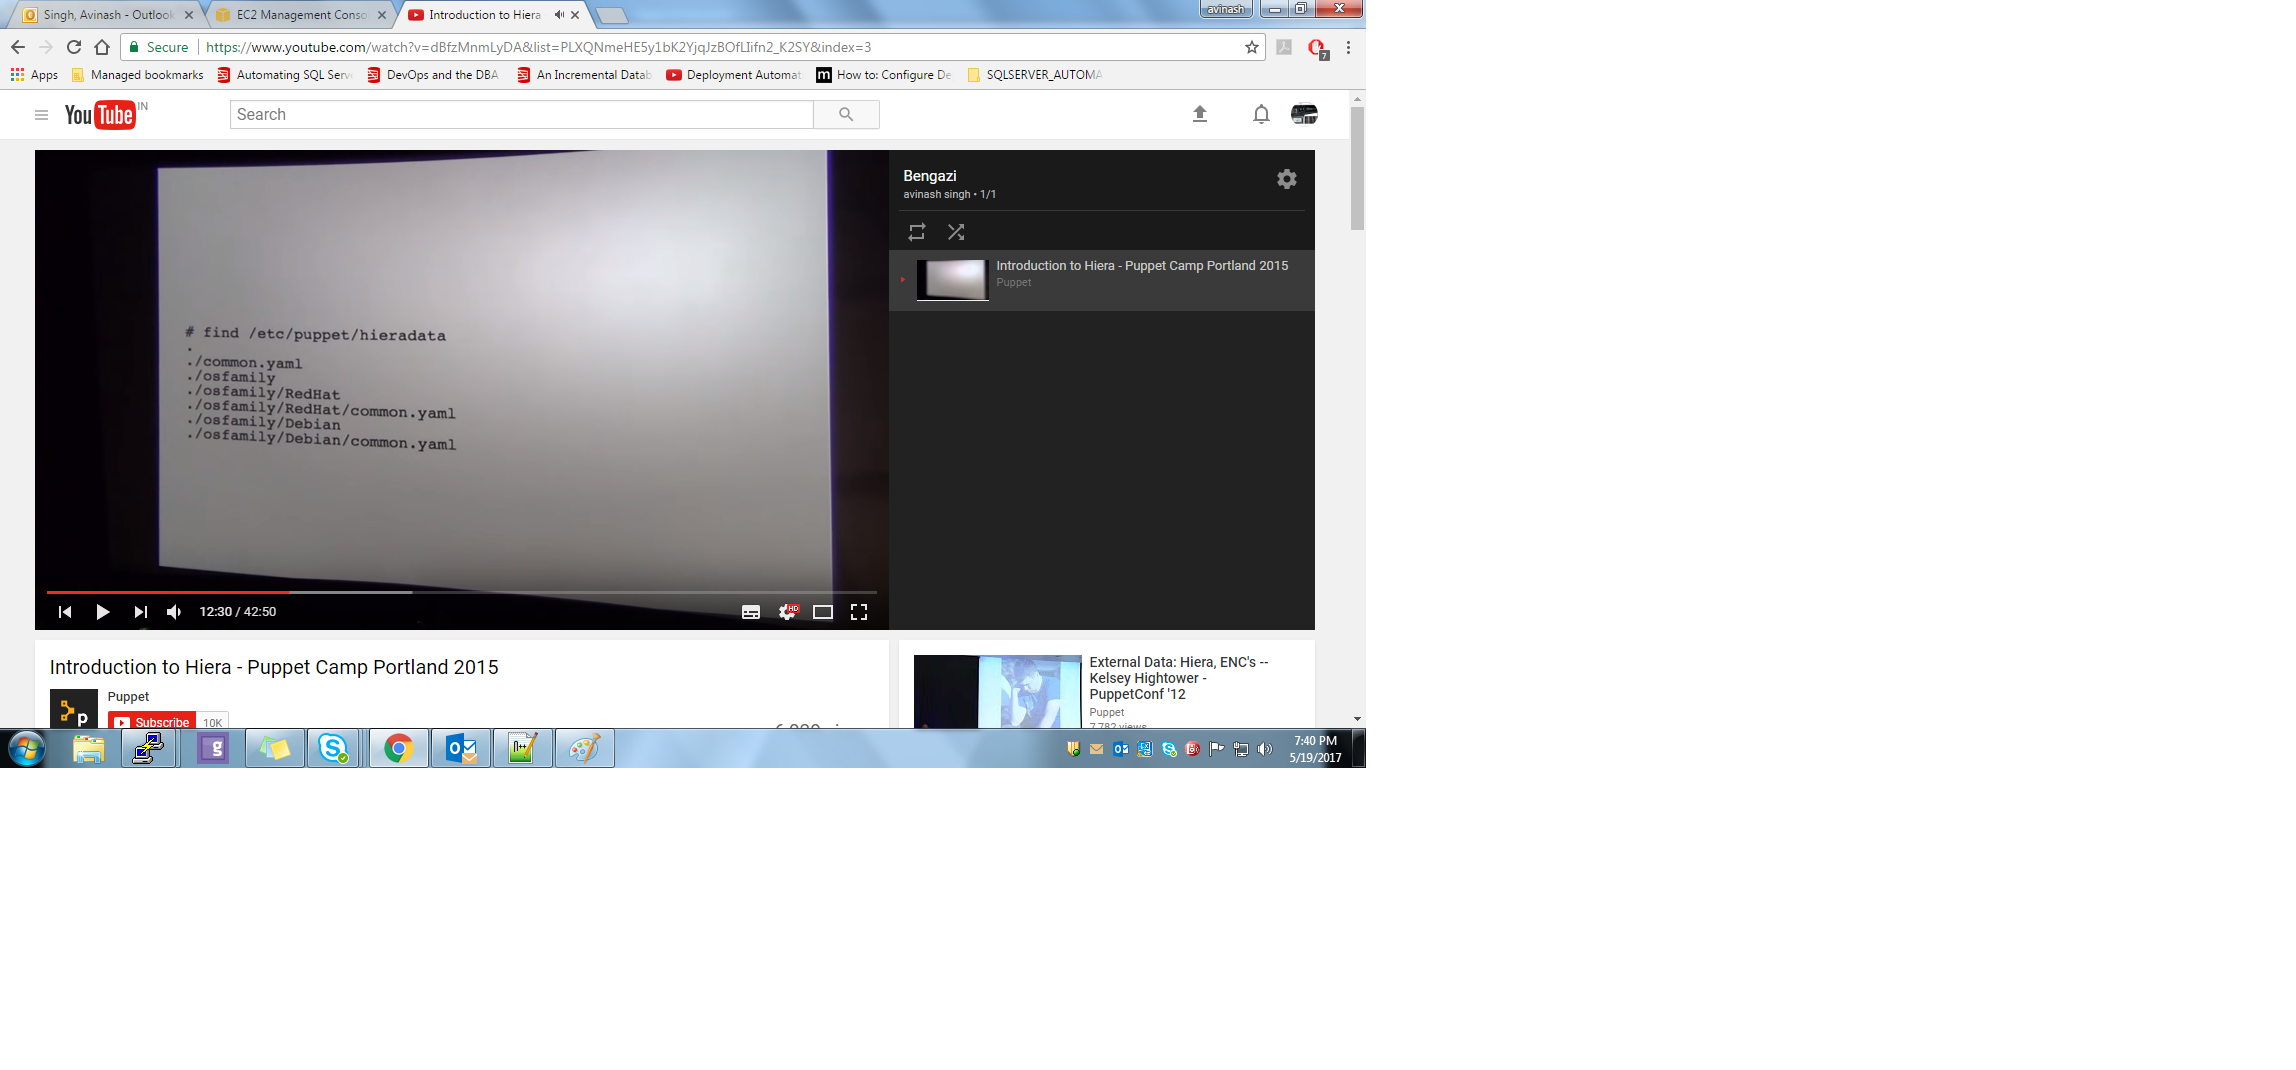 Singh, Avinash - Outlook
EC2 Management Conso
Introduction to Hiera
avinash
Secure
https://www.youtube.com/watch?v=dBfzMnmLyDA&list=PLXQNmeHE5y1bK2YjqJzBOfLIifn2_K2SY&index=3
7
Apps
Managed bookmarks
Automating SQL Serv
DevOps and the DBA
An Incremental Datab
Deployment Automat
m
How to: Configure De
SQLSERVER_AUTOMA
YouTube IN
Search
# find /etc/puppet/hieradata
.
./common.yaml
./osfamily
./osfamily/RedHat
./osfamily/RedHat/common.yaml
./osfamily/Debian
./osfamily/Debian/common.yaml
12:30 / 42:50
HD
Bengazi
avinash singh • 1/1
Introduction to Hiera - Puppet Camp Portland 2015
Puppet
Introduction to Hiera - Puppet Camp Portland 2015
p
Puppet
Subscribe 10K
External Data: Hiera, ENC's --
Kelsey Hightower -
PuppetConf '12
Puppet
7,782 views
7:40 PM
5/19/2017